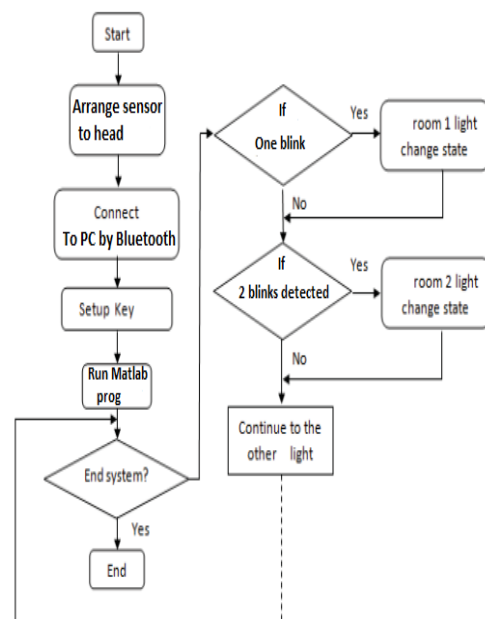 Start
Arrange sensor
to head
Connect
To PC by Bluetooth
Setup Key
Run Matlab
prog
End system?
Yes
End
If
One blink
Yes
room 1 light
change state
No
If
2 blinks detected
Yes
room 2 light
change state
No
Continue to the
other light